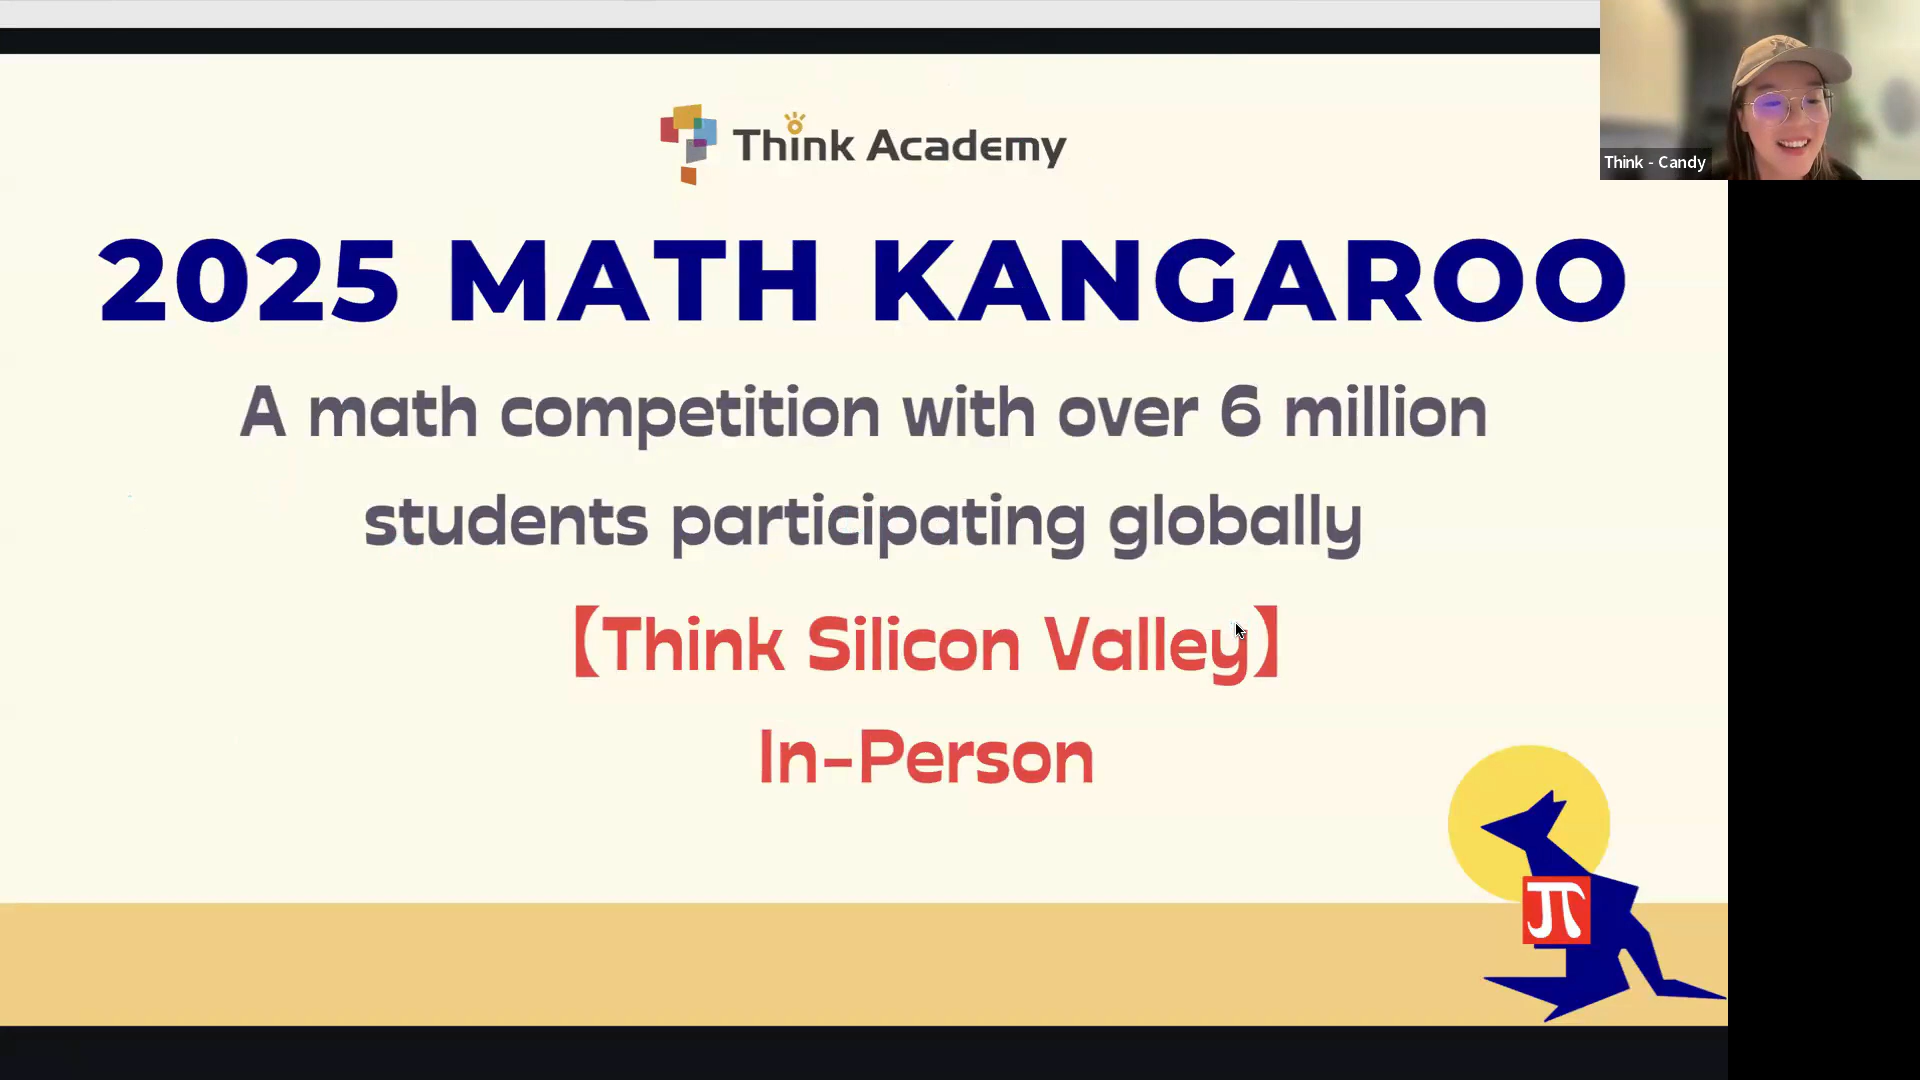 Think Academy
2025 MATH KANGAROO
A math competition with over 6 million
students participating globally
【Think Silicon Valley】
In-Person
π
Think - Candy